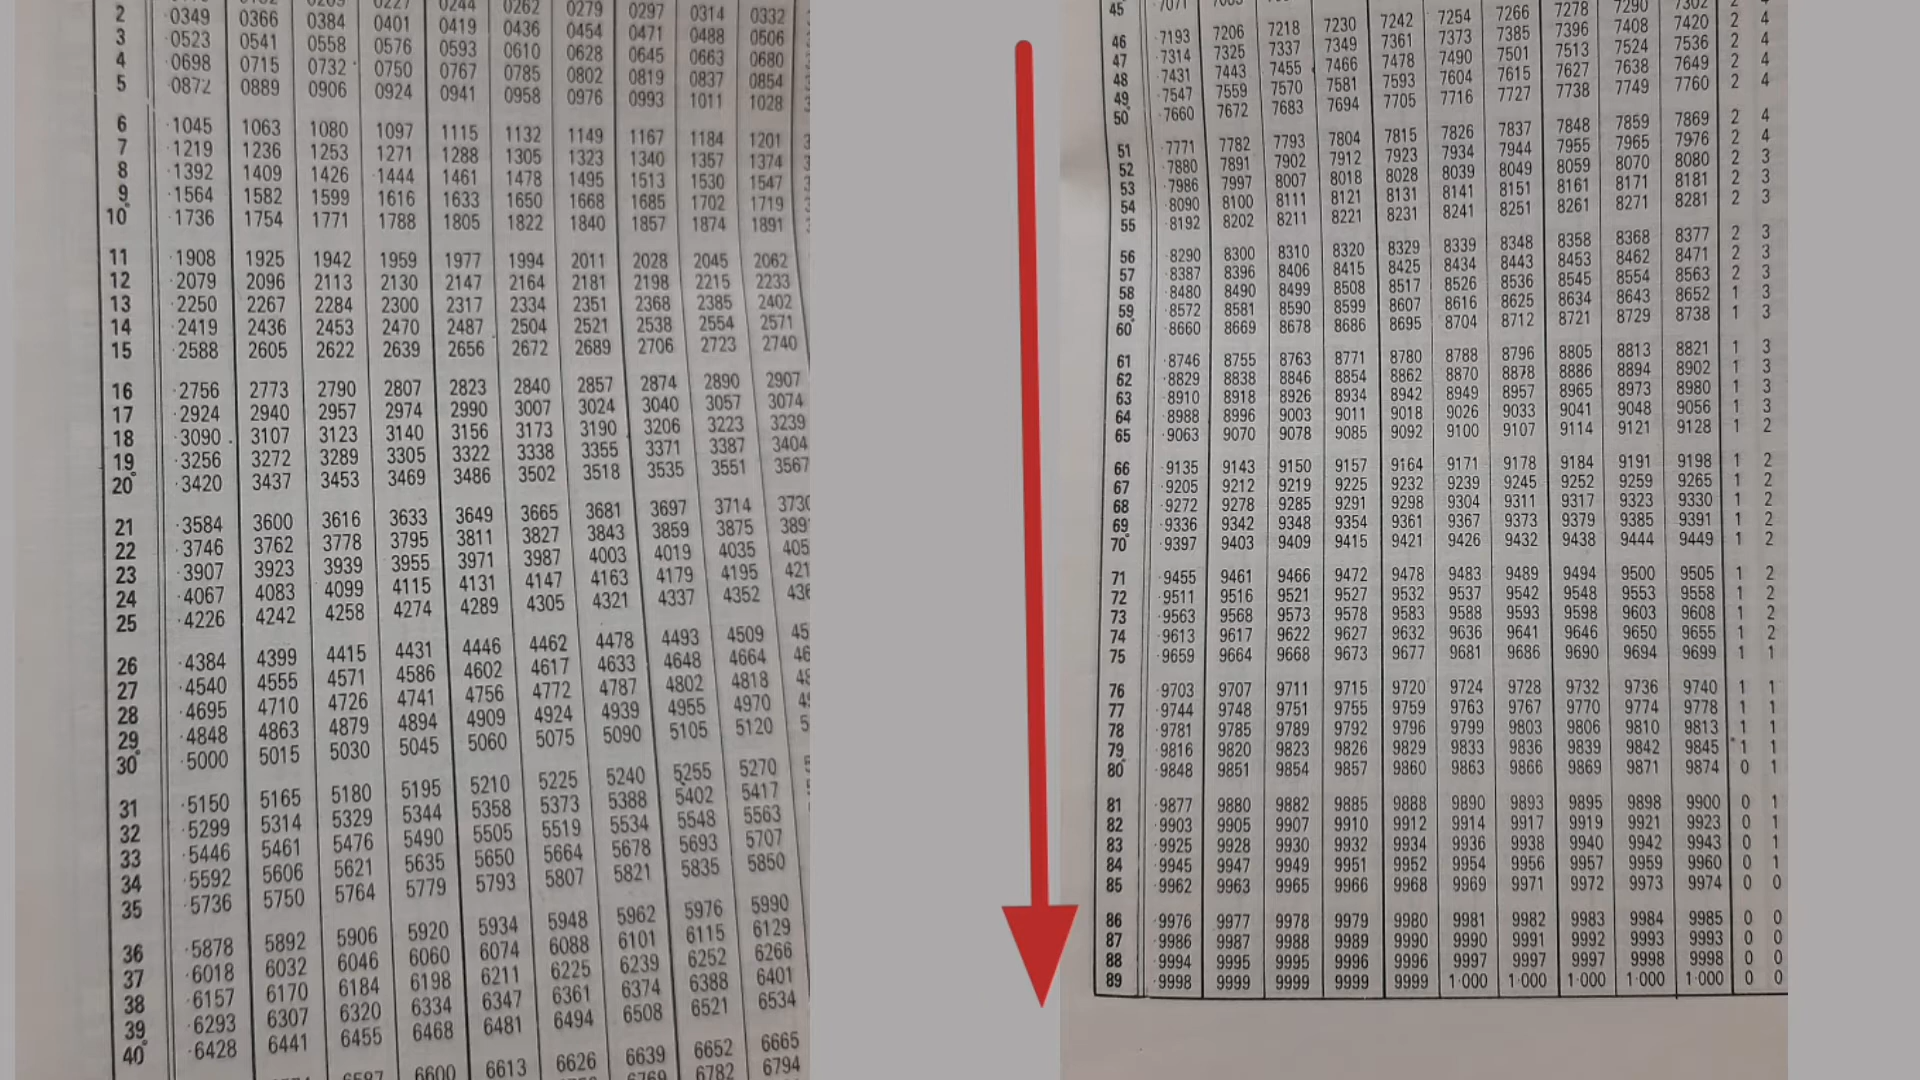 0244 0262 0279 0297 0314 0332
2 ·0349 0366 0384 0401 0419 0436 0454 0471 0488 0506
3 ·0523 0541 0558 0576 0593 0610 0628 0645 0663 0680
4 ·0698 0715 0732 0750 0767 0785 0802 0819 0837 0854
5 ·0872 0889 0906 0924 0941 0958 0976 0993 1011 1028
6 ·1045 1063 1080 1097 1115 1132 1149 1167 1184 1201
7 ·1219 1236 1253 1271 1288 1305 1323 1340 1357 1374
8 ·1392 1409 1426 1444 1461 1478 1495 1513 1530 1547
9 ·1564 1582 1599 1616 1633 1650 1668 1685 1702 1719
10° ·1736 1754 1771 1788 1805 1822 1840 1857 1874 1891
11 ·1908 1925 1942 1959 1977 1994 2011 2028 2045 2062
12 ·2079 2096 2113 2130 2147 2164 2181 2198 2215 2233
13 ·2250 2267 2284 2300 2317 2334 2351 2368 2385 2402
14 ·2419 2436 2453 2470 2487 2504 2521 2538 2554 2571
15 ·2588 2605 2622 2639 2656 2672 2689 2706 2723 2740
16 ·2756 2773 2790 2807 2823 2840 2857 2874 2890 2907
17 ·2924 2940 2957 2974 2990 3007 3024 3040 3057 3074
18 ·3090 3107 3123 3140 3156 3173 3190 3206 3223 3239
19 ·3256 3272 3289 3305 3322 3338 3355 3371 3387 3404
20° ·3420 3437 3453 3469 3486 3502 3518 3535 3551 3567
21 ·3584 3600 3616 3633 3649 3665 3681 3697 3714
22 ·3746 3762 3778 3795 3811 3827 3843 3859 3875
23 ·3907 3923 3939 3955 3971 3987 4003 4019 4035
24 ·4067 4083 4099 4115 4131 4147 4163 4179 4195
25 ·4226 4242 4258 4274 4289 4305 4321 4337 4352
26 ·4384 4399 4415 4431 4446 4462 4478 4493 4509
27 ·4540 4555 4571 4586 4602 4617 4633 4648 4664
28 ·4695 4710 4726 4741 4756 4772 4787 4802 4818
29 ·4848 4863 4879 4894 4909 4924 4939 4955 4970
30° ·5000 5015 5030 5045 5060 5075 5090 5105 5120
31 ·5150 5165 5180 5195 5210 5225 5240 5255 5270
32 ·5299 5314 5329 5344 5358 5373 5388 5402 5417
33 ·5446 5461 5476 5490 5505 5519 5534 5548 5563
34 ·5592 5606 5621 5635 5650 5664 5678 5693 5707
35 ·5736 5750 5764 5779 5793 5807 5821 5835 5850
36 ·5878 5892 5906 5920 5934 5948 5962 5976 5990
37 ·6018 6032 6046 6060 6074 6088 6101 6115 6129
38 ·6157 6170 6184 6198 6211 6225 6239 6252 6266
39 ·6293 6307 6320 6334 6347 6361 6374 6388 6401
40° ·6428 6441 6455 6468 6481 6494 6508 6521 6534
6600 6613 6626 6639 6652 6665
6782 6794
45
46 ·7193 7206 7218 7230 7242 7254 7266 7278 7290 7302 2 4
47 ·7314 7325 7337 7349 7361 7373 7385 7396 7408 7420 2 4
48 ·7431 7443 7455 7466 7478 7490 7501 7513 7524 7536 2 4
49 ·7547 7559 7570 7581 7593 7604 7615 7627 7638 7649 2 4
50° ·7660 7672 7683 7694 7705 7716 7727 7738 7749 7760 2 4
51 ·7771 7782 7793 7804 7815 7826 7837 7848 7859 7869 2 4
52 ·7880 7891 7902 7912 7923 7934 7944 7955 7965 7976 2 4
53 ·7986 7997 8007 8018 8028 8039 8049 8059 8070 8080 2 3
54 ·8090 8100 8111 8121 8131 8141 8151 8161 8171 8181 2 3
55 ·8192 8202 8211 8221 8231 8241 8251 8261 8271 8281 2 3
56 ·8290 8300 8310 8320 8329 8339 8348 8358 8368 8377 2 3
57 ·8387 8396 8406 8415 8425 8434 8443 8453 8462 8471 2 3
58 ·8480 8490 8499 8508 8517 8526 8536 8545 8554 8563 2 3
59 ·8572 8581 8590 8599 8607 8616 8625 8634 8643 8652 1 3
60° ·8660 8669 8678 8686 8695 8704 8712 8721 8729 8738 1 3
61 ·8746 8755 8763 8771 8780 8788 8796 8805 8813 8821 1 3
62 ·8829 8838 8846 8854 8862 8870 8878 8886 8894 8902 1 3
63 ·8910 8918 8926 8934 8942 8949 8957 8965 8973 8980 1 3
64 ·8988 8996 9003 9011 9018 9026 9033 9041 9048 9056 1 3
65 ·9063 9070 9078 9085 9092 9100 9107 9114 9121 9128 1 2
66 ·9135 9143 9150 9157 9164 9171 9178 9184 9191 9198 1 2
67 ·9205 9212 9219 9225 9232 9239 9245 9252 9259 9265 1 2
68 ·9272 9278 9285 9291 9298 9304 9311 9317 9323 9330 1 2
69 ·9336 9342 9348 9354 9361 9367 9373 9379 9385 9391 1 2
70° ·9397 9403 9409 9415 9421 9426 9432 9438 9444 9449 1 2
71 ·9455 9461 9466 9472 9478 9483 9489 9494 9500 9505 1 2
72 ·9511 9516 9521 9527 9532 9537 9542 9548 9553 9558 1 2
73 ·9563 9568 9573 9578 9583 9588 9593 9598 9603 9608 1 2
74 ·9613 9617 9622 9627 9632 9636 9641 9646 9650 9655 1 2
75 ·9659 9664 9668 9673 9677 9681 9686 9690 9694 9699 1 1
76 ·9703 9707 9711 9715 9720 9724 9728 9732 9736 9740 1 1
77 ·9744 9748 9751 9755 9759 9763 9767 9770 9774 9778 1 1
78 ·9781 9785 9789 9792 9796 9799 9803 9806 9810 9813 1 1
79 ·9816 9820 9823 9826 9829 9833 9836 9839 9842 9845 1 1
80° ·9848 9851 9854 9857 9860 9863 9866 9869 9871 9874 0 1
81 ·9877 9880 9882 9885 9888 9890 9893 9895 9898 9900 0 1
82 ·9903 9905 9907 9910 9912 9914 9917 9919 9921 9923 0 1
83 ·9925 9928 9930 9932 9934 9936 9938 9940 9942 9943 0 1
84 ·9945 9947 9949 9951 9952 9954 9956 9957 9959 9960 0 1
85 ·9962 9963 9965 9966 9968 9969 9971 9972 9973 9974 0 0
86 ·9976 9977 9978 9979 9980 9981 9982 9983 9984 9985 0 0
87 ·9986 9987 9988 9989 9990 9990 9991 9992 9993 9993 0 0
88 ·9994 9995 9995 9996 9996 9997 9997 9997 9998 9998 0 0
89 ·9998 9999 9999 9999 9999 1·000 1·000 1·000 1·000 1·000 0 0